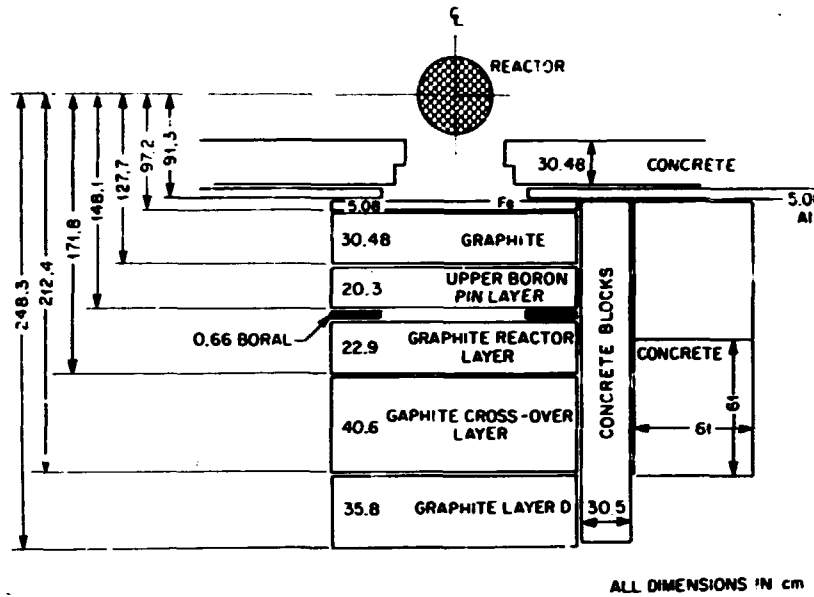 ℄
REACTOR
30.48
CONCRETE
91.3
97.2
127.7
148.1
171.8
212.4
248.3
5.08
Fe
5.08
Al
30.48
GRAPHITE
20.3
UPPER BORON
PIN LAYER
0.66 BORAL
22.9
GRAPHITE REACTOR
LAYER
40.6
GAPHITE CROSS-OVER
LAYER
35.8
GRAPHITE LAYER D
CONCRETE BLOCKS
30.5
CONCRETE
61
61
ALL DIMENSIONS IN cm